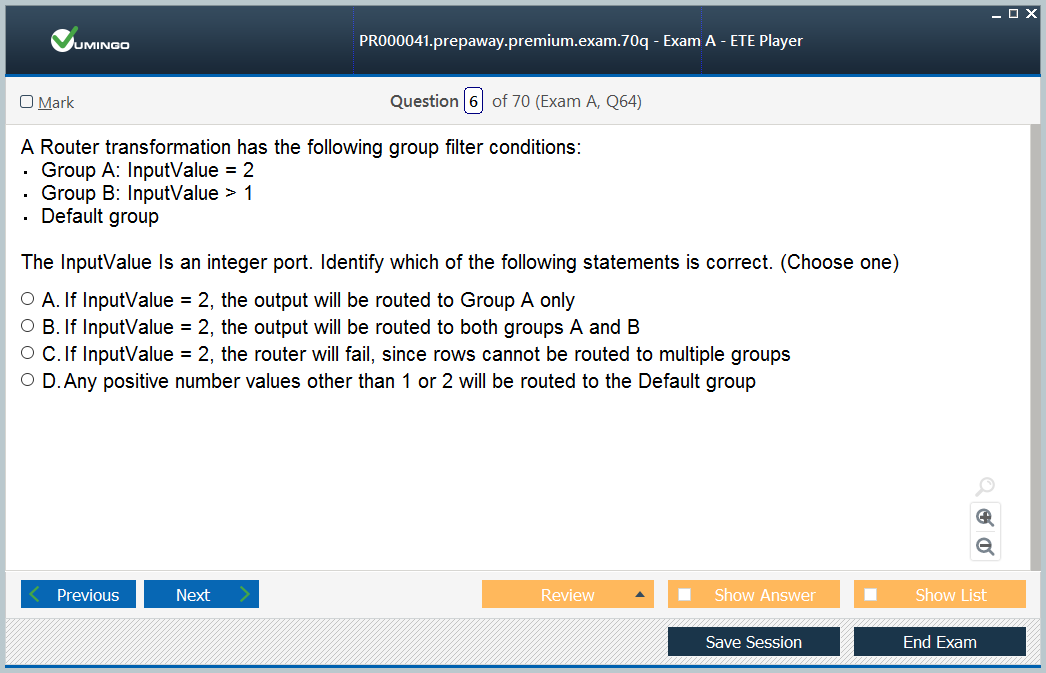 VUMINGO
PR000041.prepaway.premium.exam.70q - Exam A - ETE Player
Mark
Question 6 of 70 (Exam A, Q64)
A Router transformation has the following group filter conditions:
· Group A: InputValue = 2
· Group B: InputValue > 1
· Default group
The InputValue Is an integer port. Identify which of the following statements is correct. (Choose one)
A. If InputValue = 2, the output will be routed to Group A only
B. If InputValue = 2, the output will be routed to both groups A and B
C. If InputValue = 2, the router will fail, since rows cannot be routed to multiple groups
D. Any positive number values other than 1 or 2 will be routed to the Default group
Previous
Next
Review
Show Answer
Show List
Save Session
End Exam